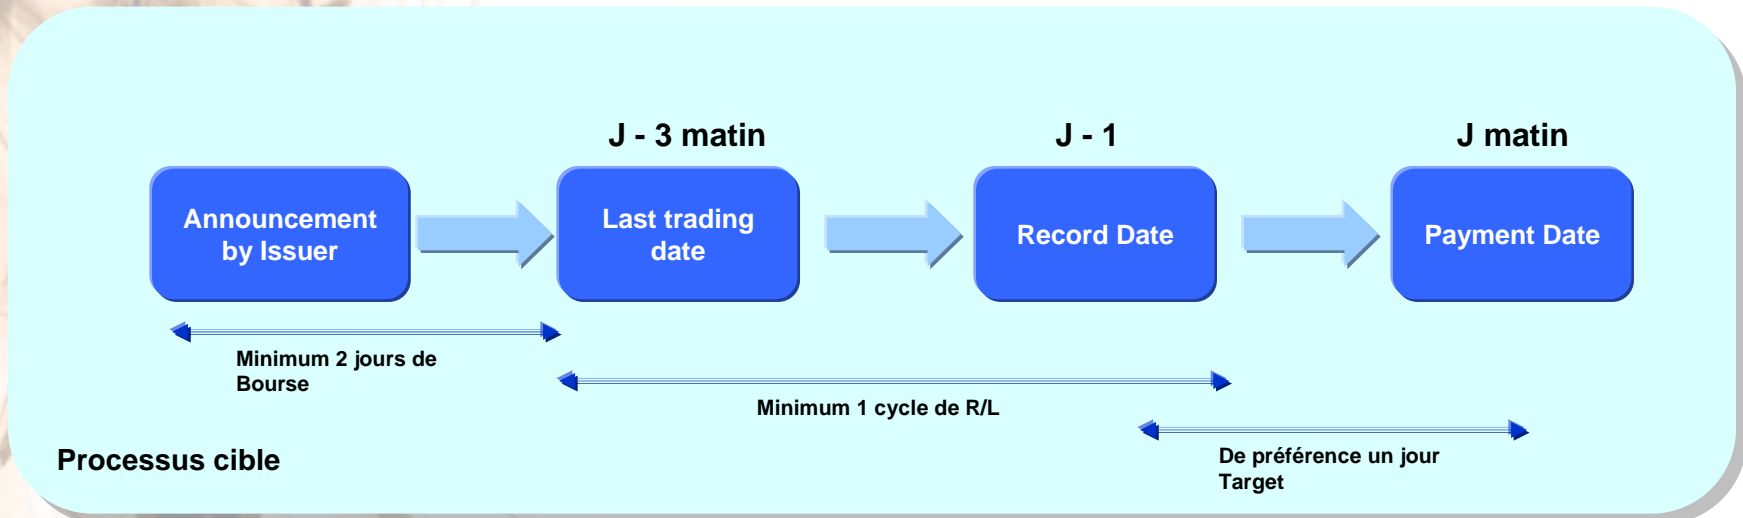 J - 3 matin
J - 1
J matin
Announcement
by Issuer
Last trading
date
Record Date
Payment Date
Minimum 2 jours de
Bourse
Minimum 1 cycle de R/L
De préférence un jour
Target
Processus cible